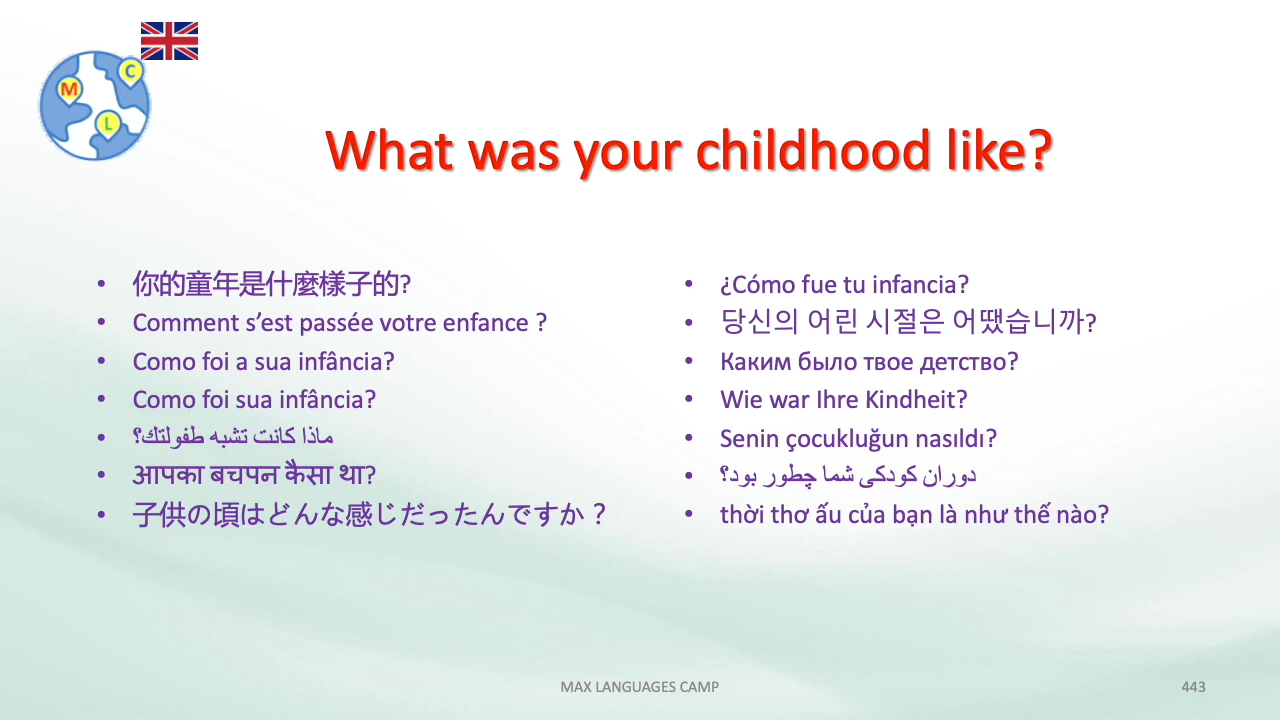 C
M
L
What was your childhood like?
你的童年是什麼樣子的?
Comment s’est passée votre enfance ?
Como foi a sua infância?
Como foi sua infância?
ماذا كانت تشبه طفولتك؟
आपका बचपन कैसा था?
子供の頃はどんな感じだったんですか？
¿Cómo fue tu infancia?
당신의 어린 시절은 어땠습니까?
Каким было твое детство?
Wie war Ihre Kindheit?
Senin çocukluğun nasıldı?
دوران کودکی شما چطور بود؟
thời thơ ấu của bạn là như thế nào?
MAX LANGUAGES CAMP
443